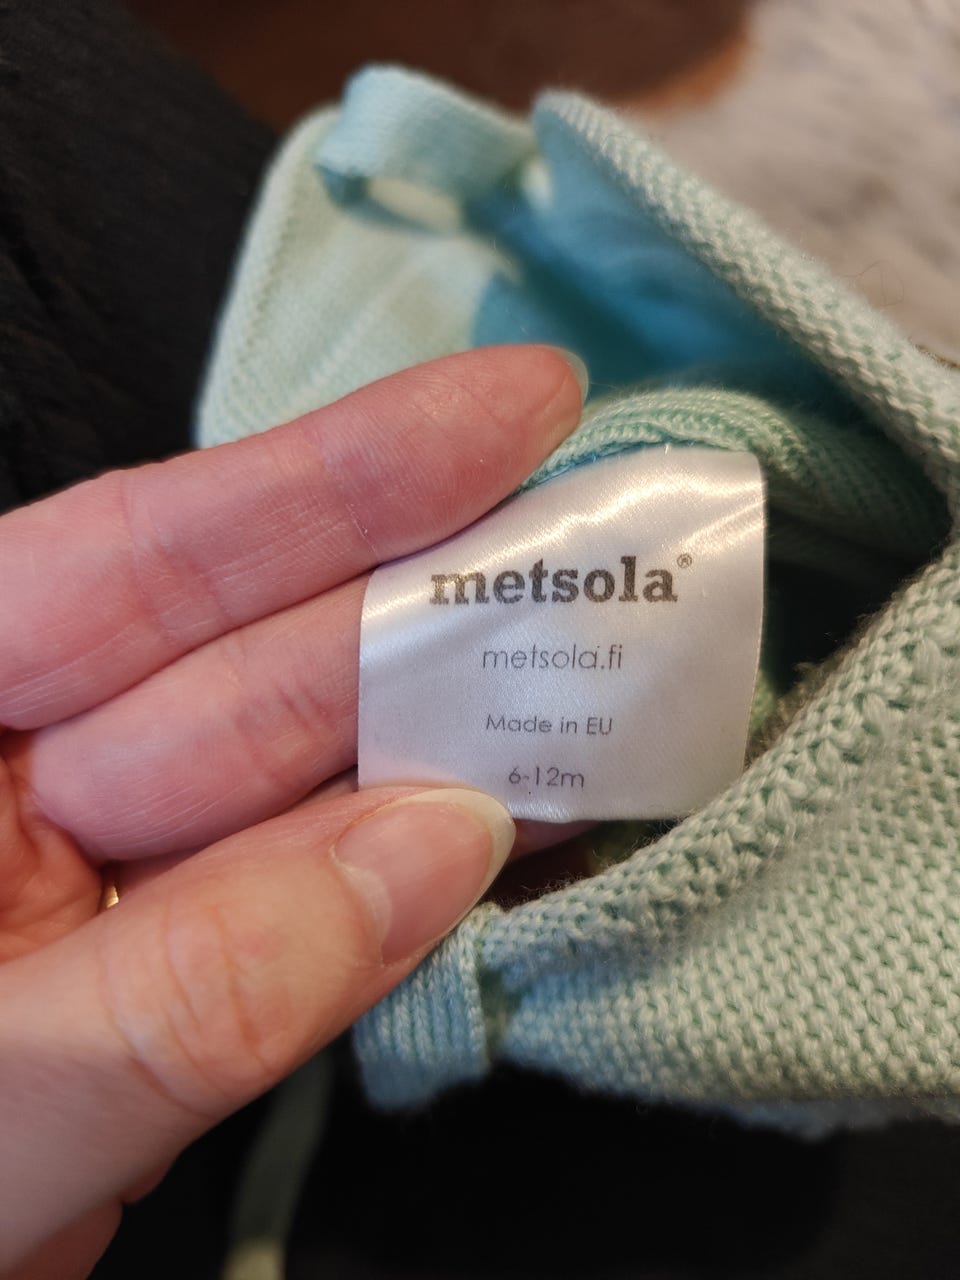 metsola®
metsola.fi
Made in EU
6-12m